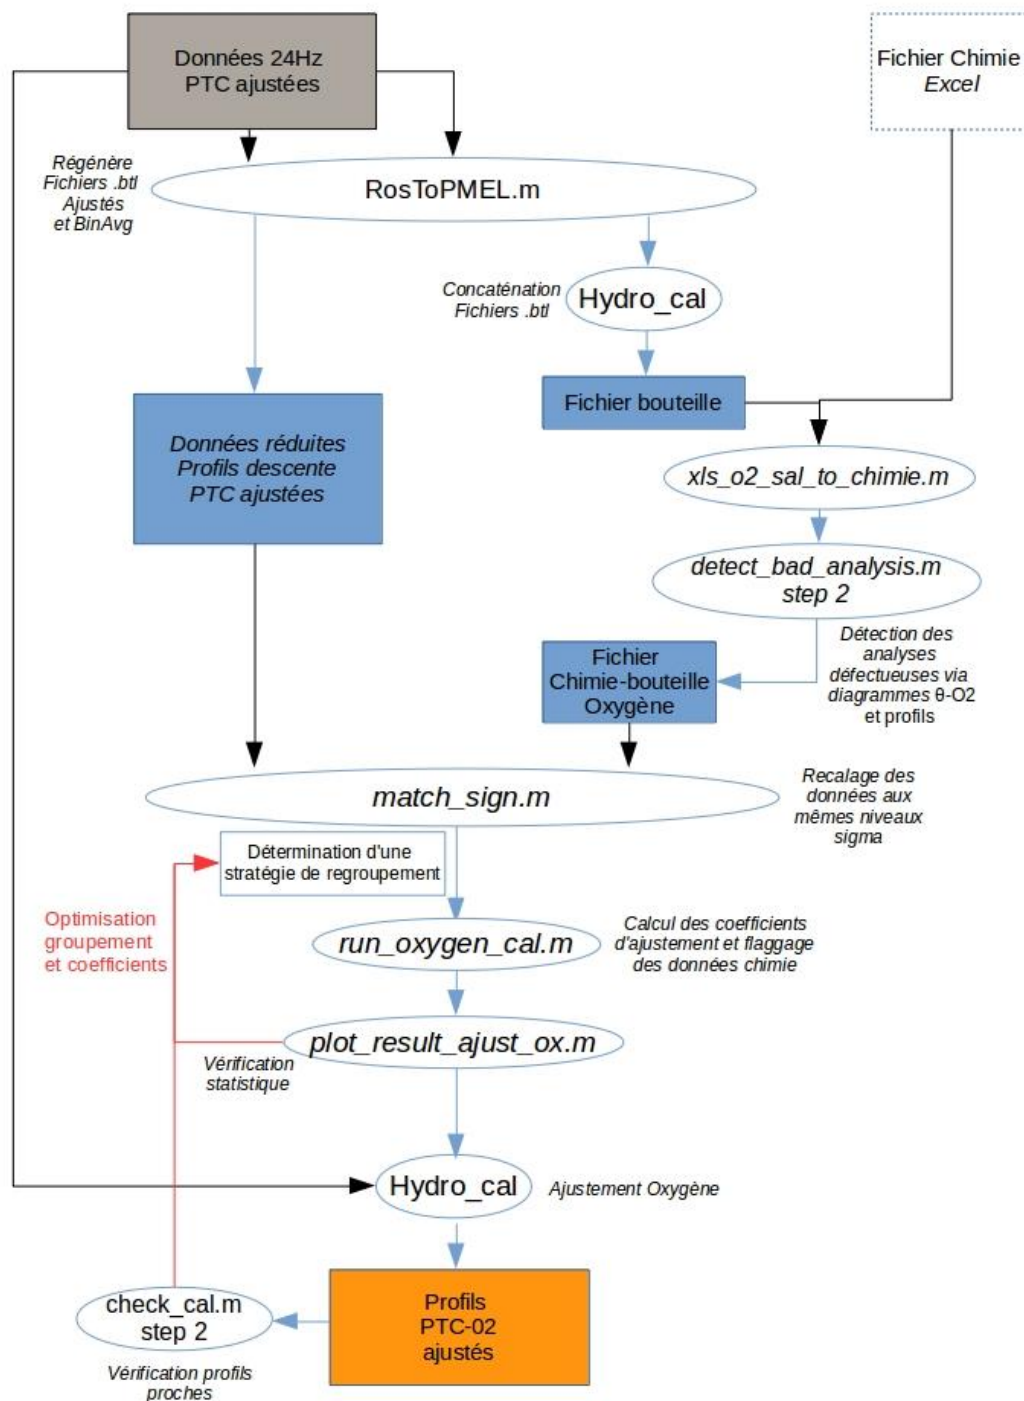 Données 24Hz
PTC ajustées
Fichier Chimie
Excel
Régénère
Fichiers .btl
Ajustés
et BinAvg
RosToPMEL.m
Concaténation
Fichiers .btl
Hydro_cal
Fichier bouteille
Données réduites
Profils descente
PTC ajustées
xls_o2_sal_to_chimie.m
detect_bad_analysis.m
step 2
Détection des
analyses
défectueuses via
diagrammes θ-O2
et profils
Fichier
Chimie-bouteille
Oxygène
match_sign.m
Recalage des
données aux
mêmes niveaux
sigma
Détermination d'une
stratégie de regroupement
Optimisation
groupement
et coefficients
run_oxygen_cal.m
Calcul des coefficients
d'ajustement et flaggage
des données chimie
plot_result_ajust_ox.m
Vérification
statistique
Hydro_cal
Ajustement Oxygène
Profils
PTC-02
ajustés
check_cal.m
step 2
Vérification profils
proches